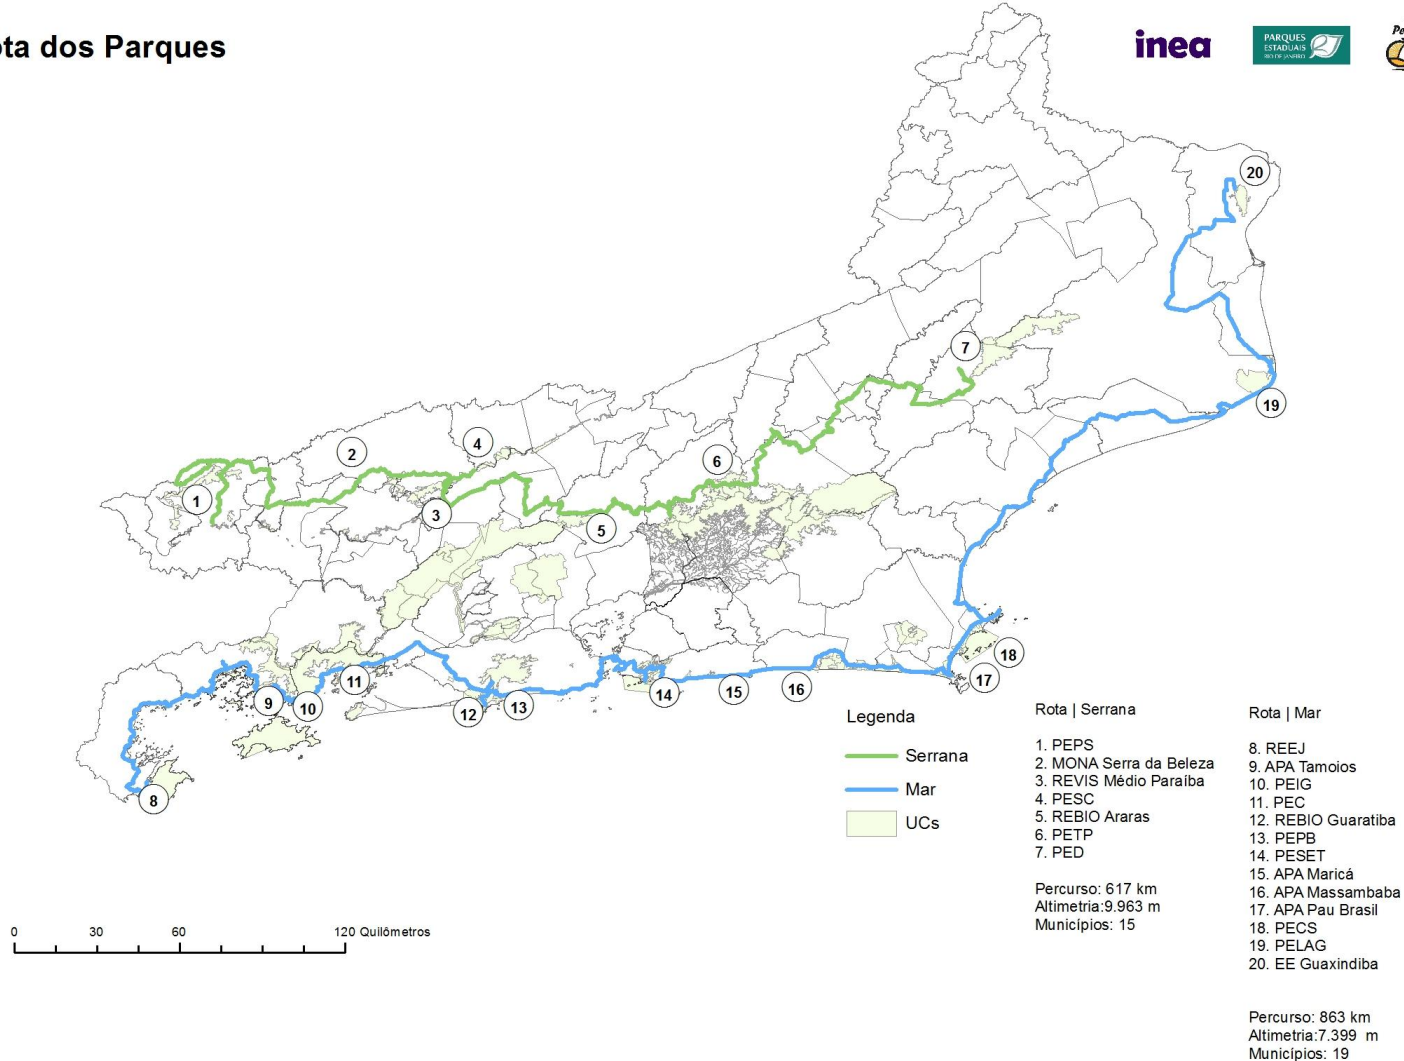 ta dos Parques
inea
PARQUES
ESTADUAIS
RIO DE JANEIRO
Pe
20
7
19
4
2
6
1
3
5
18
17
11
9
10
12
13
14
15
16
8
Legenda
Serrana
Mar
UCs
Rota | Serrana
1. PEPS
2. MONA Serra da Beleza
3. REVIS Médio Paraíba
4. PESC
5. REBIO Araras
6. PETP
7. PED
Percurso: 617 km
Altimetria:9.963 m
Municípios: 15
Rota | Mar
8. REEJ
9. APA Tamoios
10. PEIG
11. PEC
12. REBIO Guaratiba
13. PEPB
14. PESET
15. APA Maricá
16. APA Massambaba
17. APA Pau Brasil
18. PECS
19. PELAG
20. EE Guaxindiba
Percurso: 863 km
Altimetria:7.399 m
Municípios: 19
0 30 60 120 Quilômetros